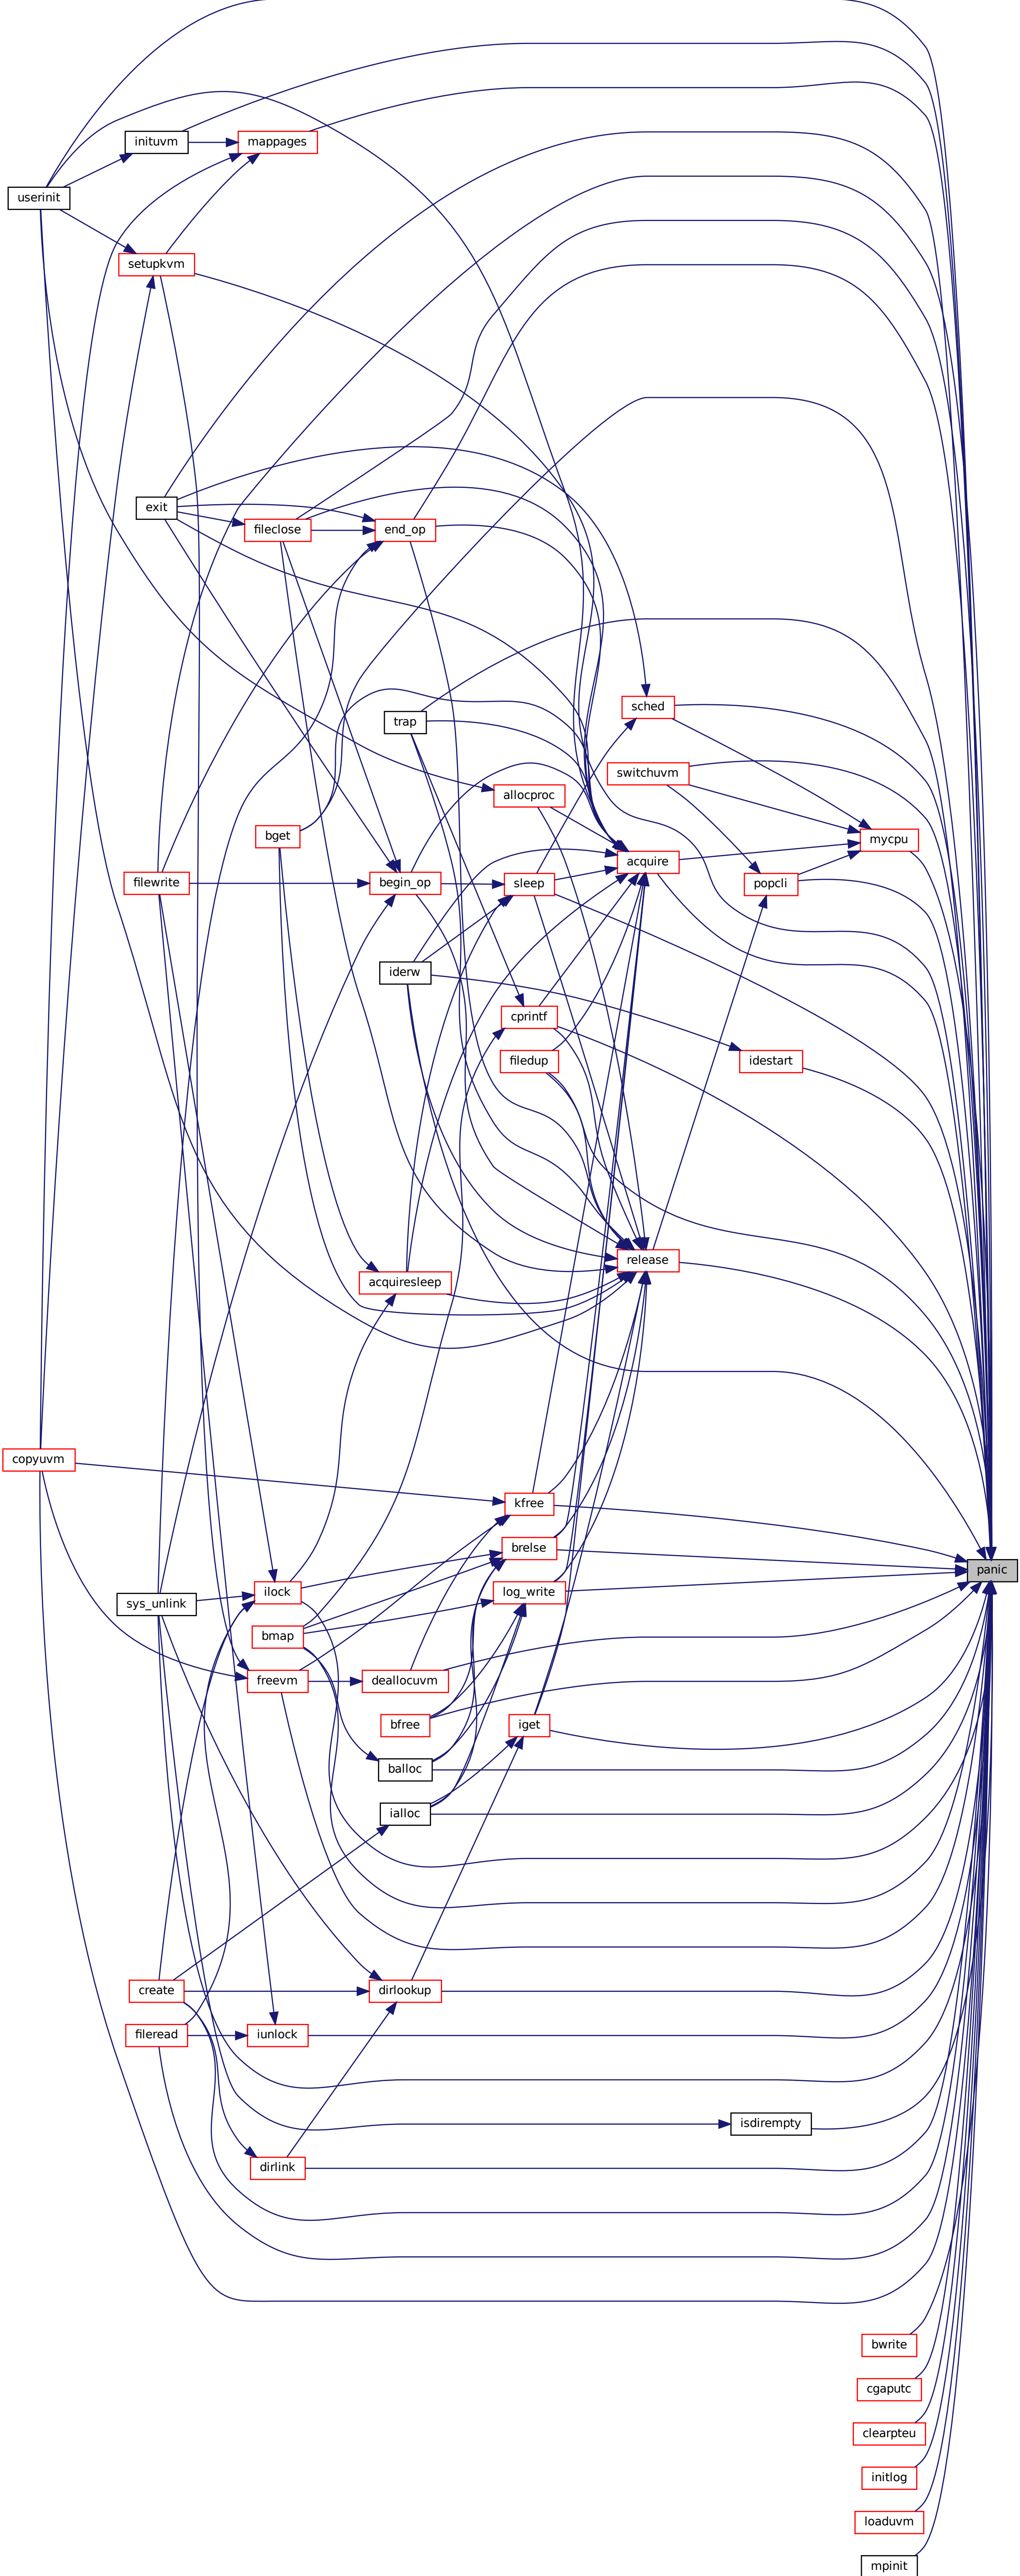 inituvm
mappages
userinit
setupkvm
exit
fileclose
end_op
sched
trap
switchuvm
allocproc
bget
mycpu
acquire
filewrite
begin_op
sleep
popcli
iderw
cprintf
filedup
idestart
release
acquiresleep
copyuvm
kfree
brelse
panic
ilock
log_write
sys_unlink
bmap
freevm
deallocuvm
bfree
iget
balloc
ialloc
create
dirlookup
fileread
iunlock
isdirempty
dirlink
bwrite
cgaputc
clearpteu
initlog
loaduvm
mpinit